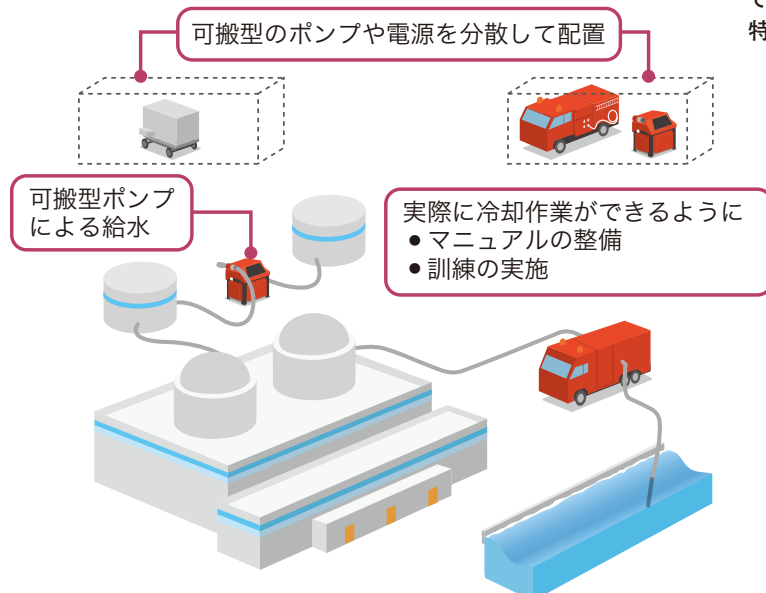 可搬型のポンプや電源を分散して配置
可搬型ポンプ
による給水
実際に冷却作業ができるように
● マニュアルの整備
● 訓練の実施
特